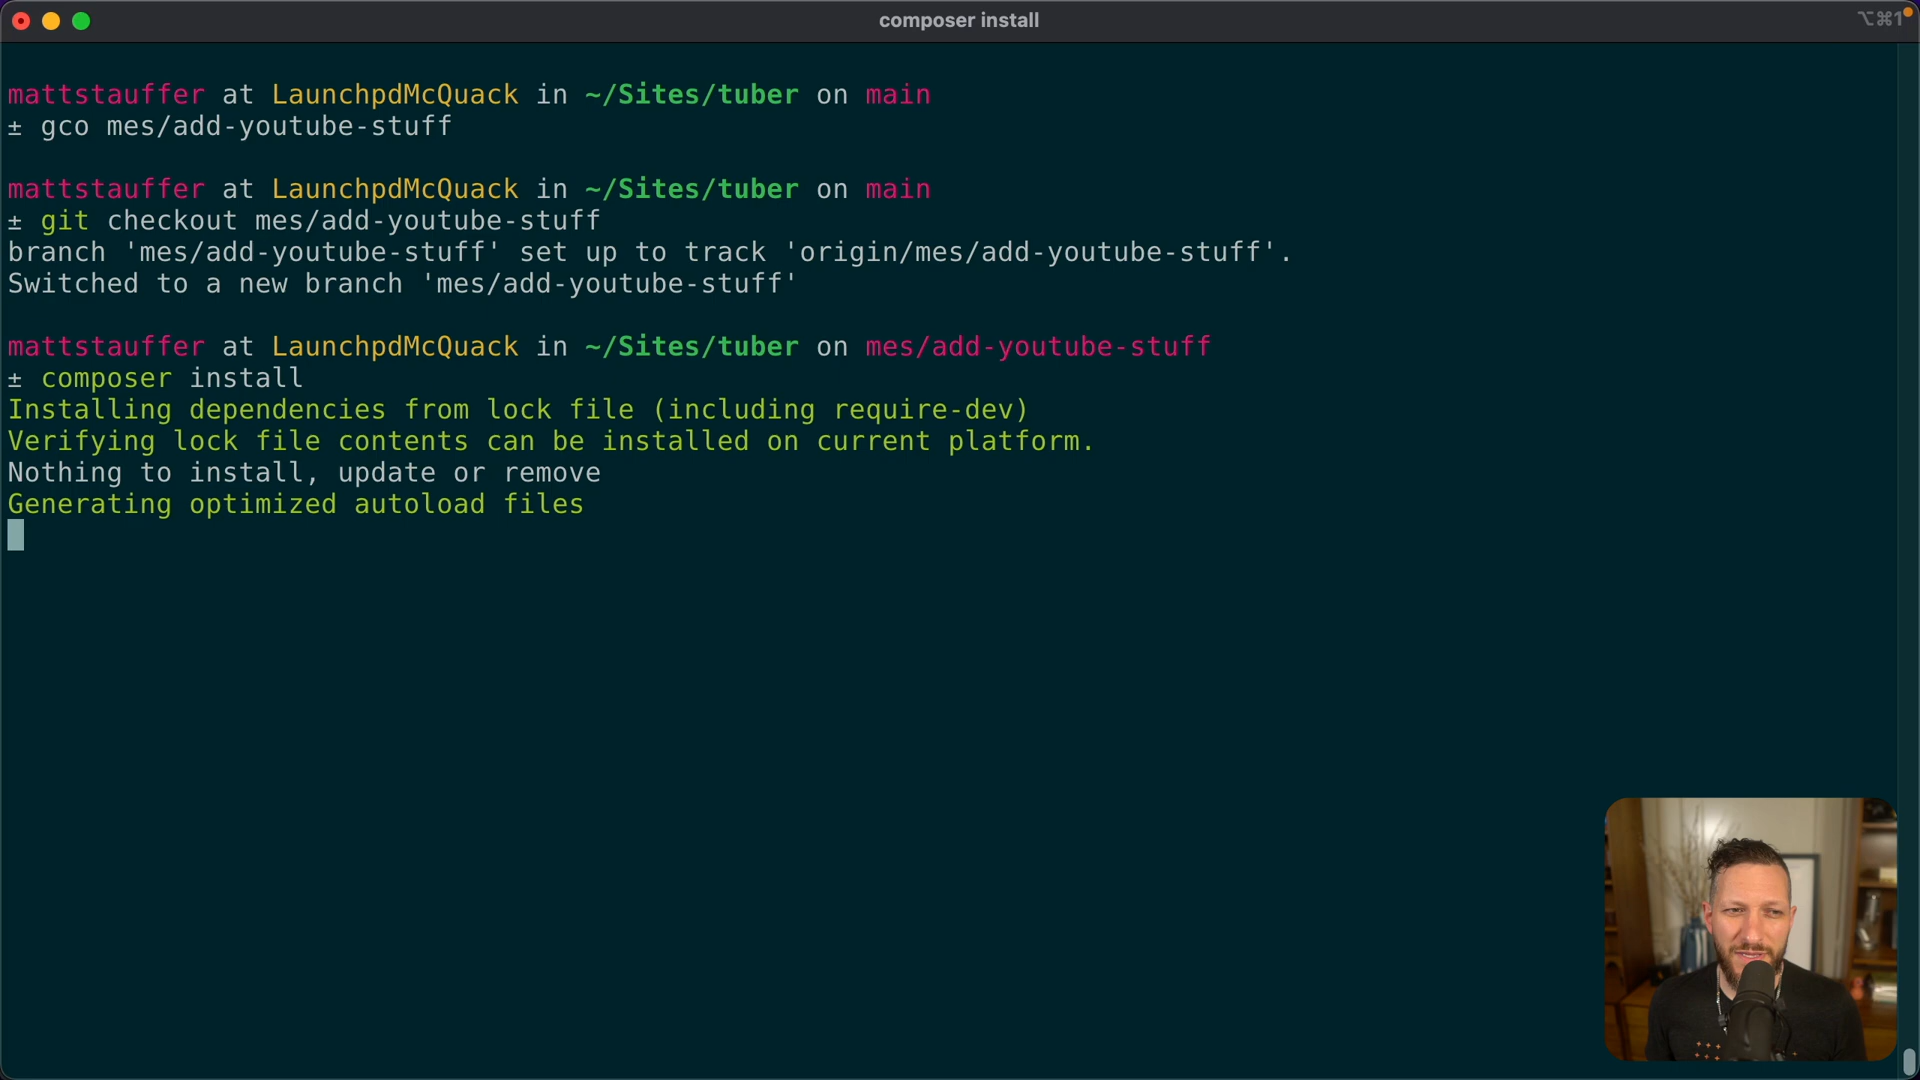 composer install
⌥⌘1
mattstauffer at LaunchpdMcQuack in ~/Sites/tuber on main
± gco mes/add-youtube-stuff
mattstauffer at LaunchpdMcQuack in ~/Sites/tuber on main
± git checkout mes/add-youtube-stuff
branch 'mes/add-youtube-stuff' set up to track 'origin/mes/add-youtube-stuff'.
Switched to a new branch 'mes/add-youtube-stuff'
mattstauffer at LaunchpdMcQuack in ~/Sites/tuber on mes/add-youtube-stuff
± composer install
Installing dependencies from lock file (including require-dev)
Verifying lock file contents can be installed on current platform.
Nothing to install, update or remove
Generating optimized autoload files